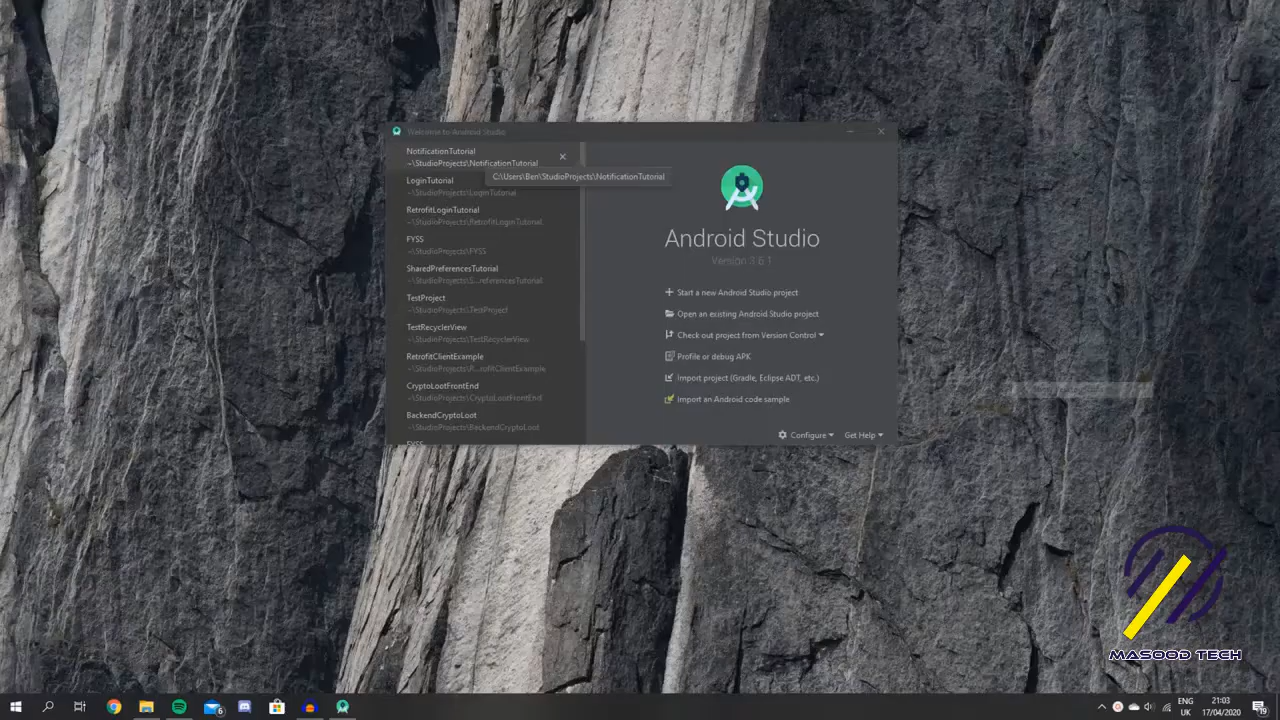 Welcome to Android Studio
NotificationTutorial
~\StudioProjects\NotificationTutorial
C:\Users\Ben\StudioProjects\NotificationTutorial
LoginTutorial
~\StudioProjects\LoginTutorial
RetrofitLoginTutorial
~\StudioProjects\RetrofitLoginTutorial
FYSS
~\StudioProjects\FYSS
SharedPreferencesTutorial
~\StudioProjects\S...referencesTutorial
TestProject
~\StudioProjects\TestProject
TestRecyclerView
~\StudioProjects\TestRecyclerView
RetrofitClientExample
~\StudioProjects\R...rofitClientExample
CryptoLootFrontEnd
~\StudioProjects\CryptoLootFrontEnd
BackendCryptoLoot
~\StudioProjects\BackendCryptoLoot
FYSS
Android Studio
Version 3.6.1
Start a new Android Studio project
Open an existing Android Studio project
Check out project from Version Control
Profile or debug APK
Import project (Gradle, Eclipse ADT, etc.)
Import an Android code sample
Configure
Get Help
MASOOD TECH
6
ENG
UK
21:03
17/04/2020
19